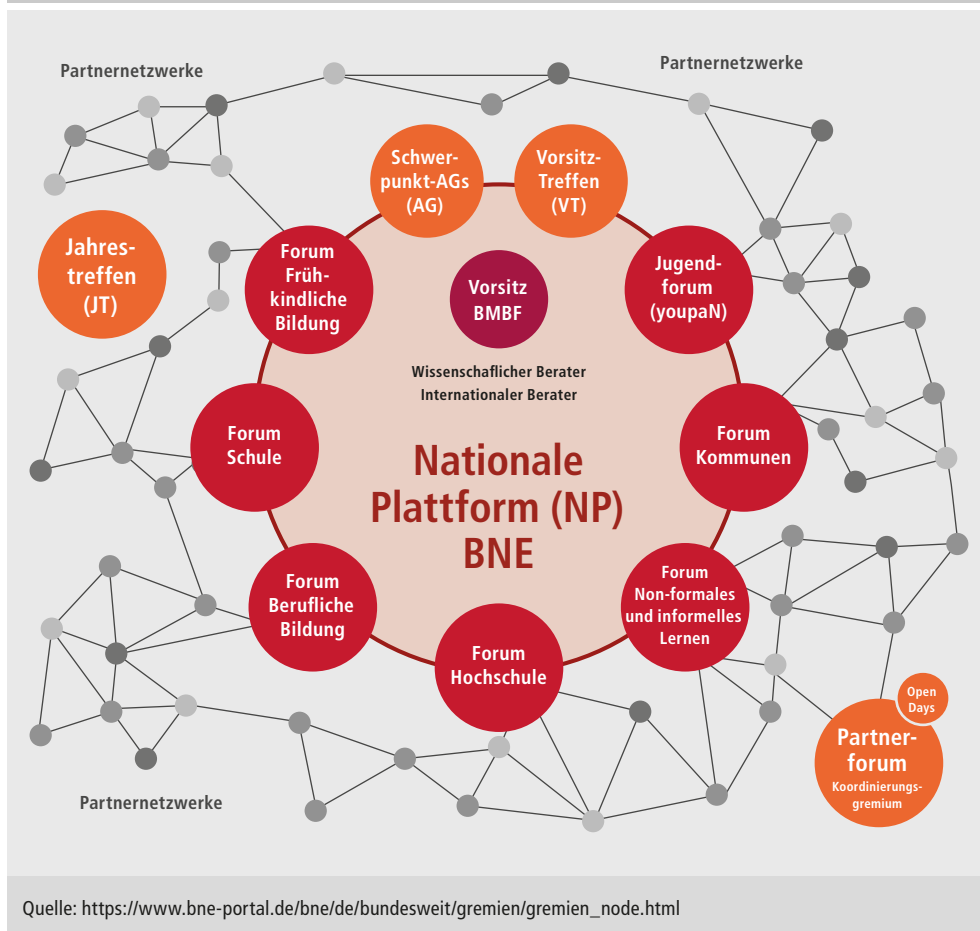 Partnernetzwerke
Partnernetzwerke
Schwer-
punkt-AGs
(AG)
Vorsitz-
Treffen
(VT)
Jahres-
treffen
(JT)
Forum
Früh-
kindliche
Bildung
Vorsitz
BMBF
Jugend-
forum
(youpaN)
Wissenschaflicher Berater
Internationaler Berater
Forum
Schule
Nationale
Plattform (NP)
BNE
Forum
Kommunen
Forum
Berufliche
Bildung
Forum
Non-formales
und informelles
Lernen
Forum
Hochschule
Open
Days
Partner-
forum
Koordinierungs-
gremium
Partnernetzwerke
Quelle: https://www.bne-portal.de/bne/de/bundesweit/gremien/gremien_node.html